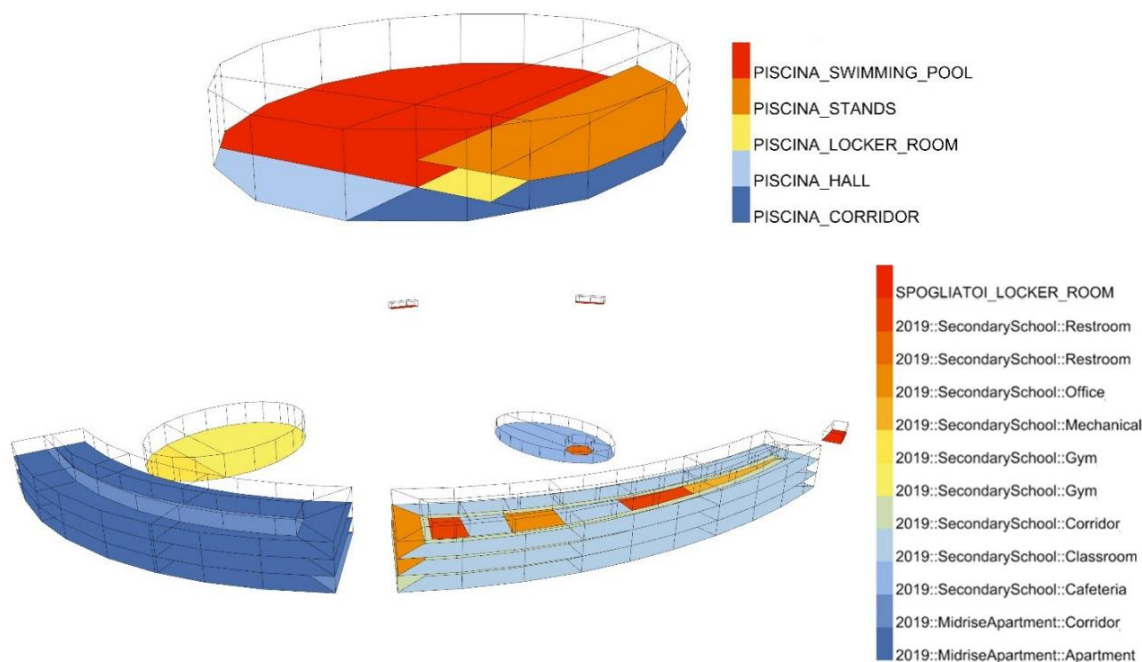 PISCINA_SWIMMING_POOL
PISCINA_STANDS
PISCINA_LOCKER_ROOM
PISCINA_HALL
PISCINA_CORRIDOR
SPOGLIATOI_LOCKER_ROOM
2019::SecondarySchool::Restroom
2019::SecondarySchool::Restroom
2019::SecondarySchool::Office
2019::SecondarySchool::Mechanical
2019::SecondarySchool::Gym
2019::SecondarySchool::Gym
2019::SecondarySchool::Corridor
2019::SecondarySchool::Classroom
2019::SecondarySchool::Cafeteria
2019::MidriseApartment::Corridor
2019::MidriseApartment::Apartment